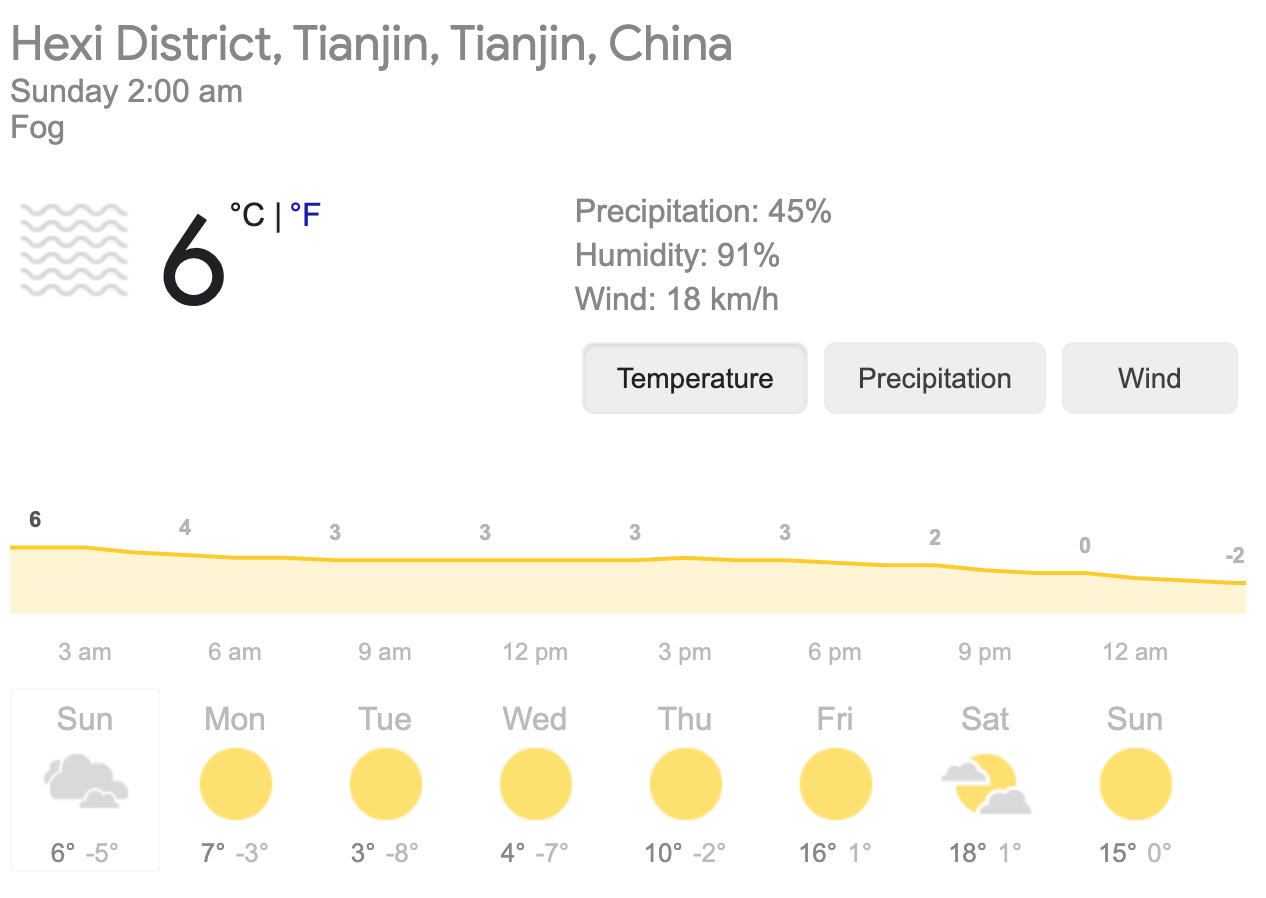 Hexi District, Tianjin, Tianjin, China
Sunday 2:00 am
Fog
6 °C | °F
Precipitation: 45%
Humidity: 91%
Wind: 18 km/h
Temperature Precipitation Wind
6 4 3 3 3 3 2 0 -2
3 am 6 am 9 am 12 pm 3 pm 6 pm 9 pm 12 am
Sun Mon Tue Wed Thu Fri Sat Sun
6° -5° 7° -3° 3° -8° 4° -7° 10° -2° 16° 1° 18° 1° 15° 0°